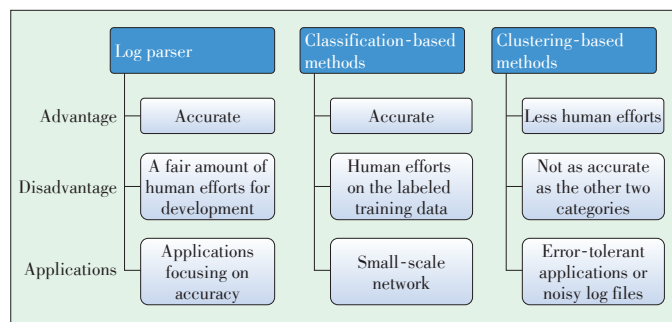 Log parser
Classification-based
methods
Clustering-based
methods
Advantage
Accurate
Accurate
Less human efforts
Disadvantage
A fair amount of
human efforts for
development
Human efforts
on the labeled
training data
Not as accurate
as the other two
categories
Applications
Applications
focusing on
accuracy
Small-scale
network
Error-tolerant
applications or
noisy log files